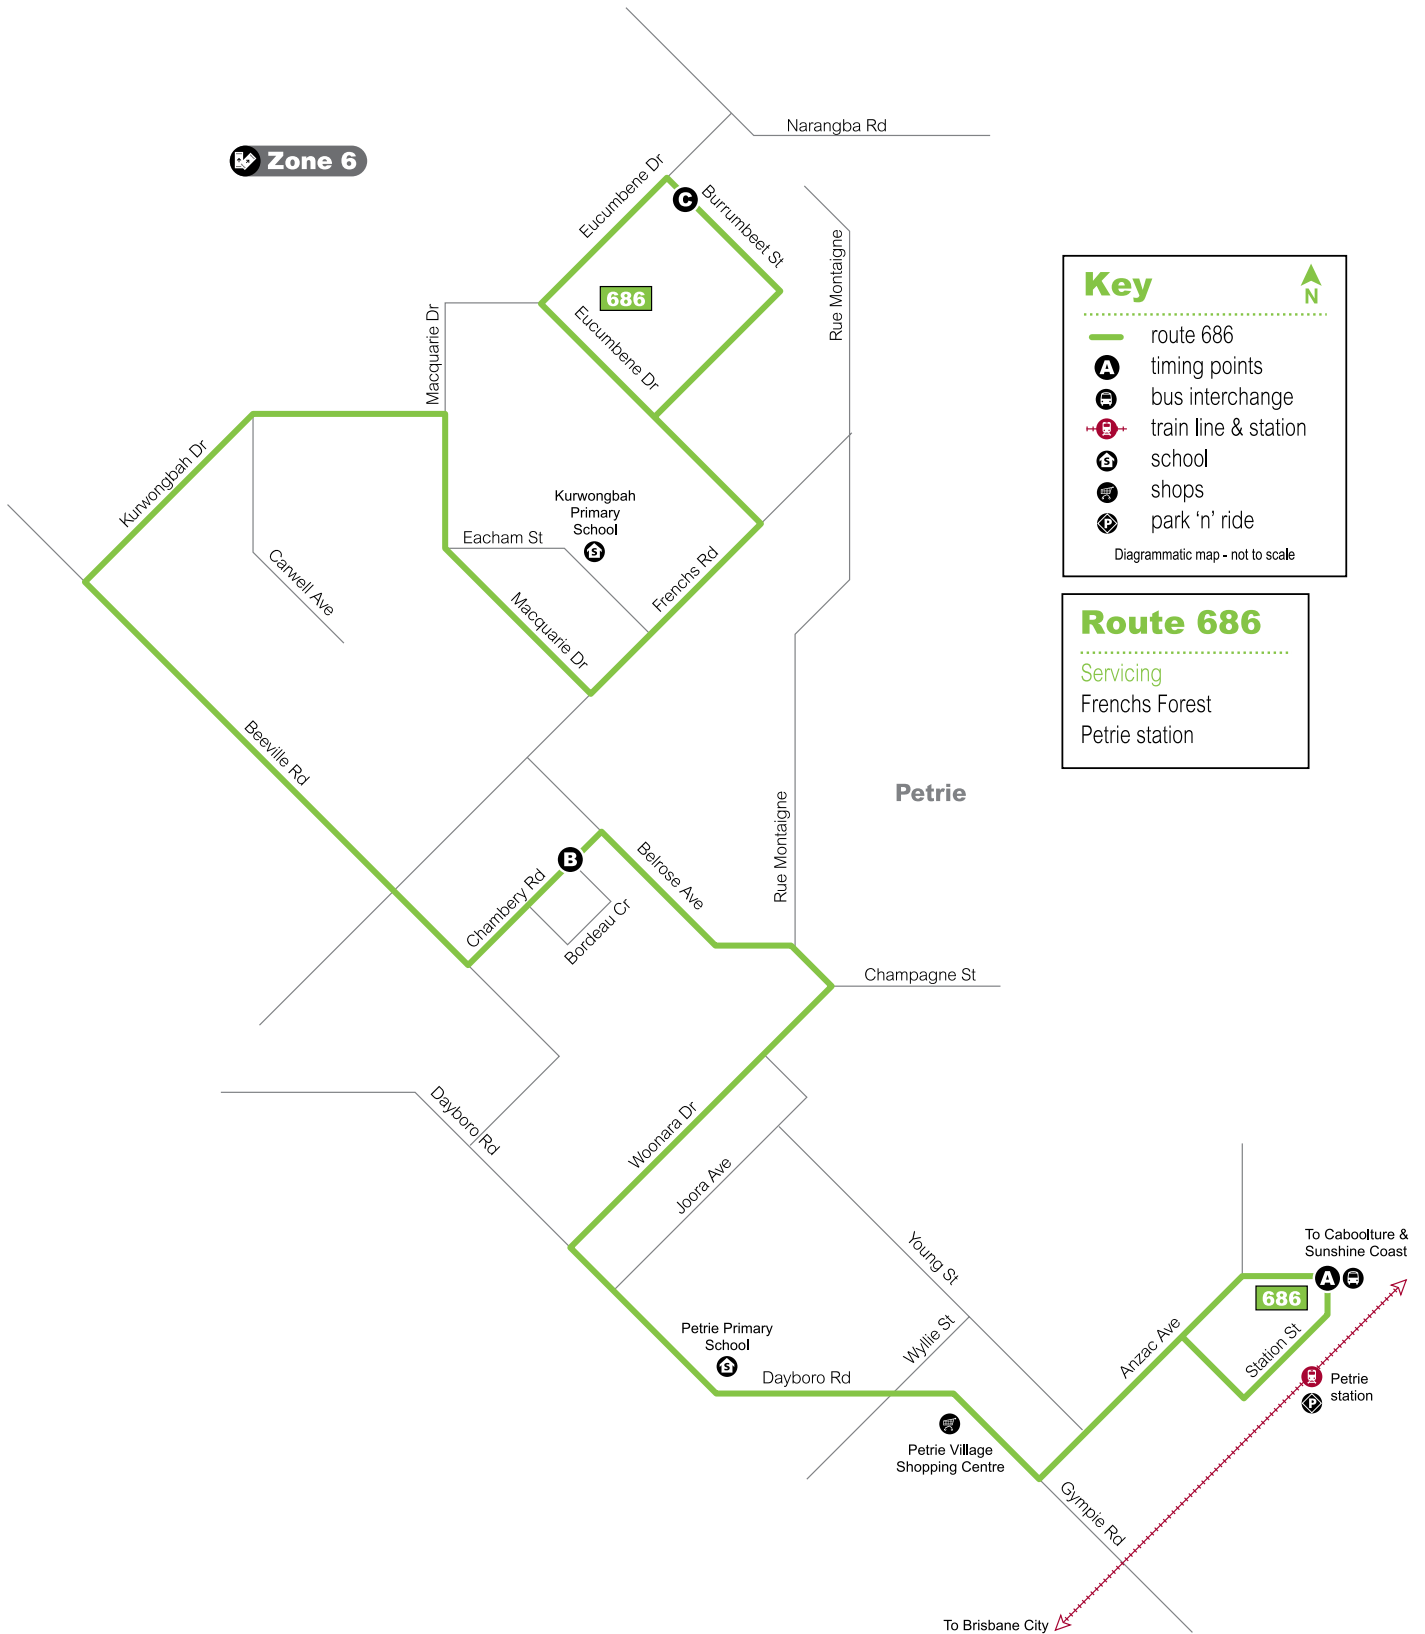 Narangba Rd
Zone 6
Eucumbene Dr
C
Burrumbeet St
Rue Montaigne
686
Eucumbene Dr
Macquarie Dr
Key
N
route 686
A
timing points
bus interchange
train line & station
S
school
shops
P
park ‘n’ ride
Diagrammatic map - not to scale
Kurwongbah Dr
Kurwongbah
Primary
School
S
Eacham St
Carwell Ave
Frenchs Rd
Macquarie Dr
Route 686
Servicing
Frenchs Forest
Petrie station
Beeville Rd
Petrie
Rue Montaigne
B
Belrose Ave
Chambery Rd
Bordeau Cr
Champagne St
Dayboro Rd
Woonara Dr
Joora Ave
Young St
To Caboolture &
Sunshine Coast
A
686
Petrie Primary
School
S
Wyllie St
Anzac Ave
Station St
Dayboro Rd
Petrie
station
P
Petrie Village
Shopping Centre
Gympie Rd
To Brisbane City